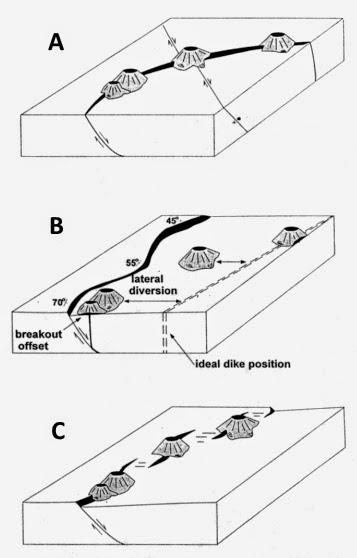 A
B
45°
55°
lateral
diversion
70°
breakout
offset
ideal dike position
C